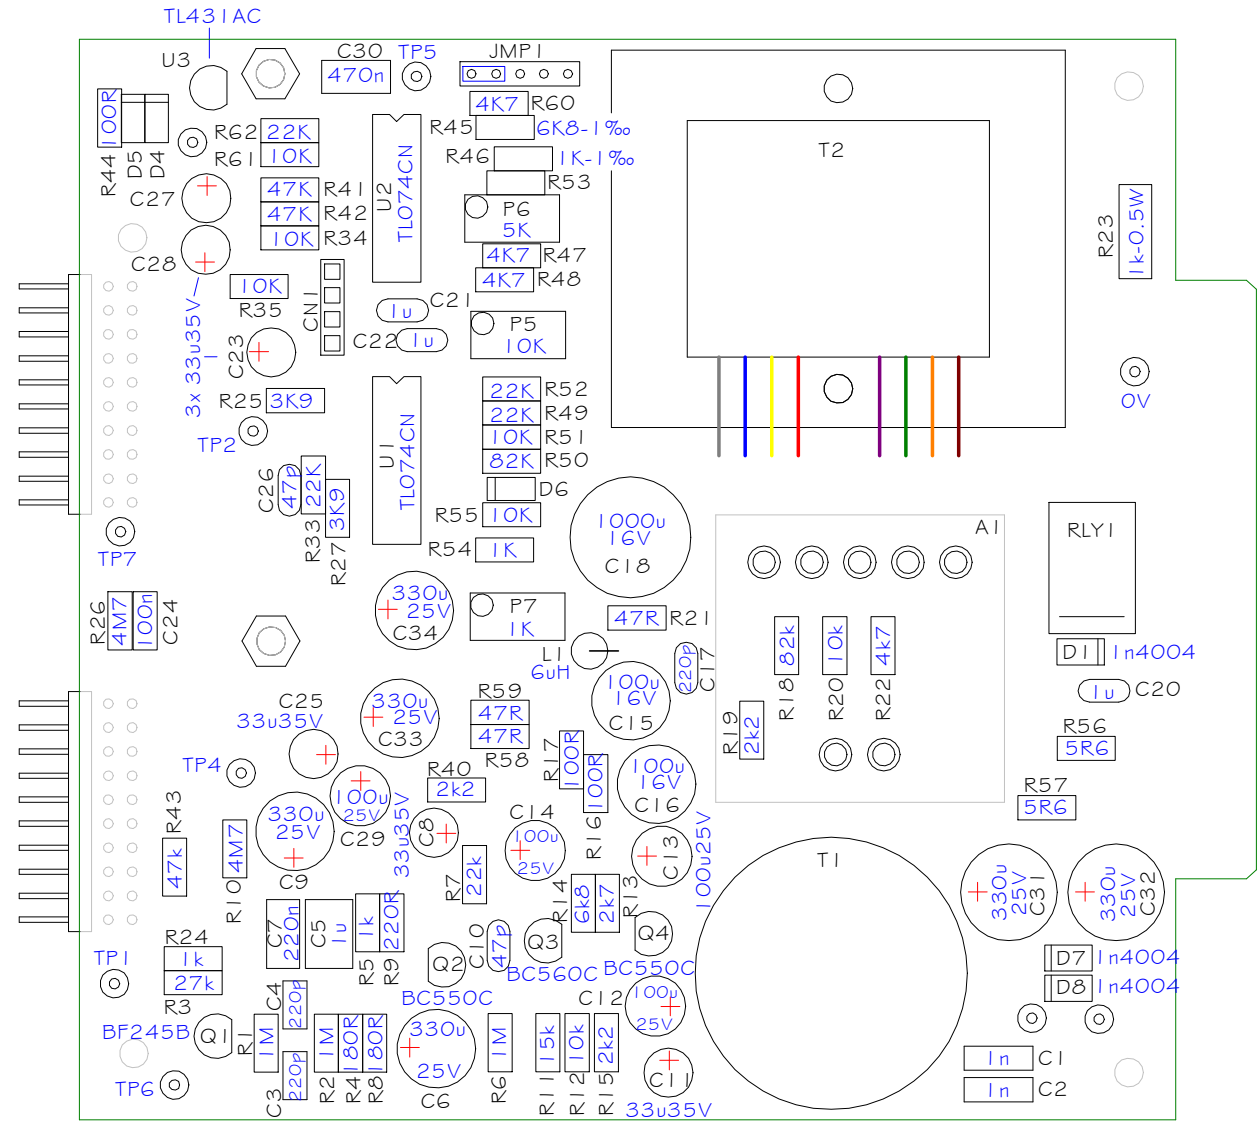 TL431AC
U3
C30
470n
TP5
JMP1
100R
R44
D5
D4
R62
22K
R61
10K
4K7
R60
R45
6K8-1‰
R46
1K-1‰
R53
U2
TL074CN
C27
47K
R41
47K
R42
10K
R34
P6
5K
C28
4K7
R47
4K7
R48
10K
R35
CN1
C21
1u
C22
1u
P5
10K
3x 33u35V
C23
R25
3K9
TP2
T2
R23
1k-0.5W
0V
22K
R52
22K
R49
10K
R51
82K
R50
D6
R55
10K
R54
1K
U1
TL074CN
C26
47p
22K
R33
3K9
R27
TP7
1000u
16V
C18
A1
RLY1
R26
4M7
100n
C24
330u
25V
C34
P7
1K
47R
R21
L1
6uH
220p
C17
82k
R18
10k
R20
4k7
R22
R19
2k2
D1
1n4004
1u
C20
R56
5R6
R57
5R6
C25
33u35V
330u
25V
C33
R59
47R
47R
R58
100u
16V
C15
R17
100R
100R
R16
100u
16V
C16
TP4
R40
2k2
100u
25V
C29
33u35V
C8
C14
100u
25V
C13
100u25V
330u
25V
C9
R43
47k
4M7
R10
R7
22k
R14
6k8
2k7
R13
T1
330u
25V
C31
330u
25V
C32
C7
220n
C5
1u
1k
R5
220R
R9
C10
47p
Q3
BC560C
Q4
BC550C
Q2
BC550C
R24
1k
27k
R3
TP1
D7
1n4004
D8
1n4004
C4
220p
C12
100u
25V
BF245B
Q1
R1
1M
C3
220p
1M
R2
180R
R4
180R
R8
330u
25V
C6
1M
R6
15k
R11
10k
R12
2k2
R15
C11
33u35V
TP6
1n
C1
1n
C2